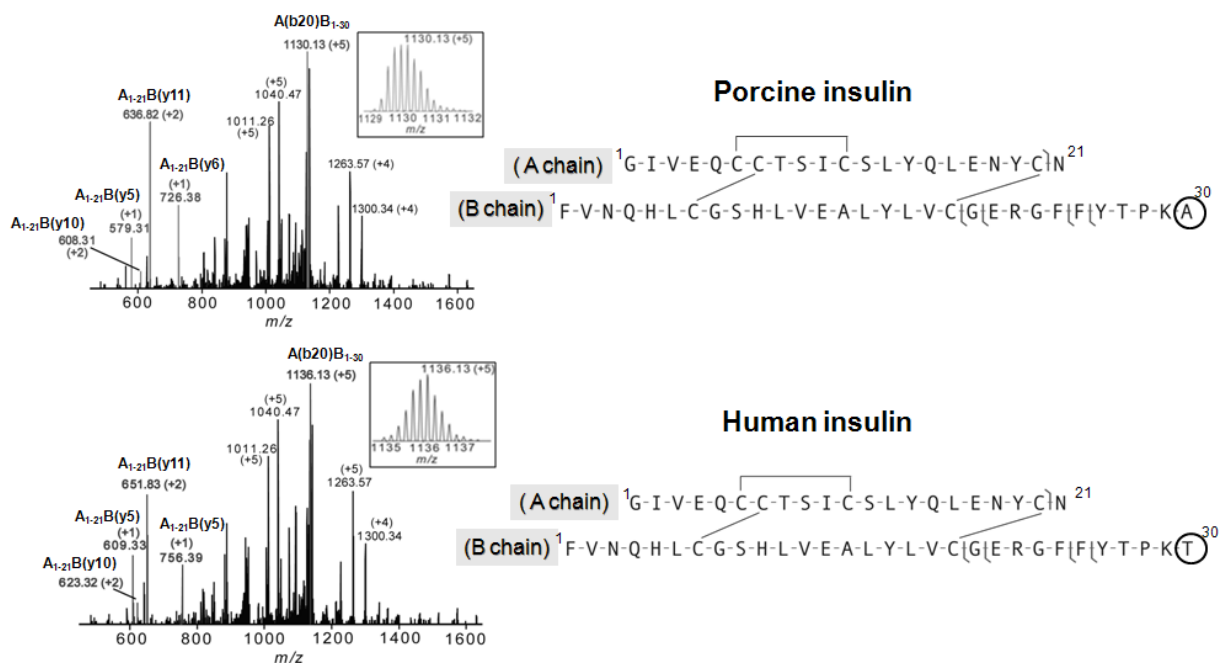 A(b20)B1-30
1130.13 (+5)
1130.13 (+5)
1129 1130 1131 1132
m/z
A1-21B(y11)
636.82 (+2)
(+5)
1040.47
1011.26
(+5)
A1-21B(y6)
(+1)
726.38
1263.57 (+4)
1300.34 (+4)
A1-21B(y5)
(+1)
579.31
A1-21B(y10)
608.31
(+2)
600 800 1000 1200 1400 1600
m/z
Porcine insulin
(A chain) 1G-I-V-E-Q-C-C-T-S-I-C-S-L-Y-Q-L-E-N-Y-C-N 21
(B chain) 1F-V-N-Q-H-L-C-G-S-H-L-V-E-A-L-Y-L-V-C-G-E-R-G-F-F-Y-T-P-K-A 30
A(b20)B1-30
1136.13 (+5)
1136.13 (+5)
1135 1136 1137
m/z
(+5)
1040.47
1011.26
(+5)
A1-21B(y11)
651.83 (+2)
(+5)
1263.57
(+4)
1300.34
A1-21B(y5)
(+1)
609.33
A1-21B(y5)
(+1)
756.39
A1-21B(y10)
623.32 (+2)
600 800 1000 1200 1400 1600
m/z
Human insulin
(A chain) 1G-I-V-E-Q-C-C-T-S-I-C-S-L-Y-Q-L-E-N-Y-C-N 21
(B chain) 1F-V-N-Q-H-L-C-G-S-H-L-V-E-A-L-Y-L-V-C-G-E-R-G-F-F-Y-T-P-K-T 30